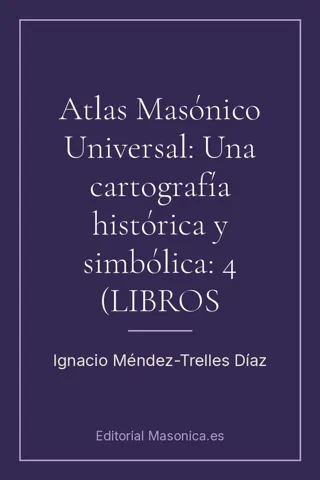 Atlas Masónico
Universal: Una
cartografía
histórica y
simbólica: 4
(LIBROS
Ignacio Méndez-Trelles Díaz
Editorial Masonica.es